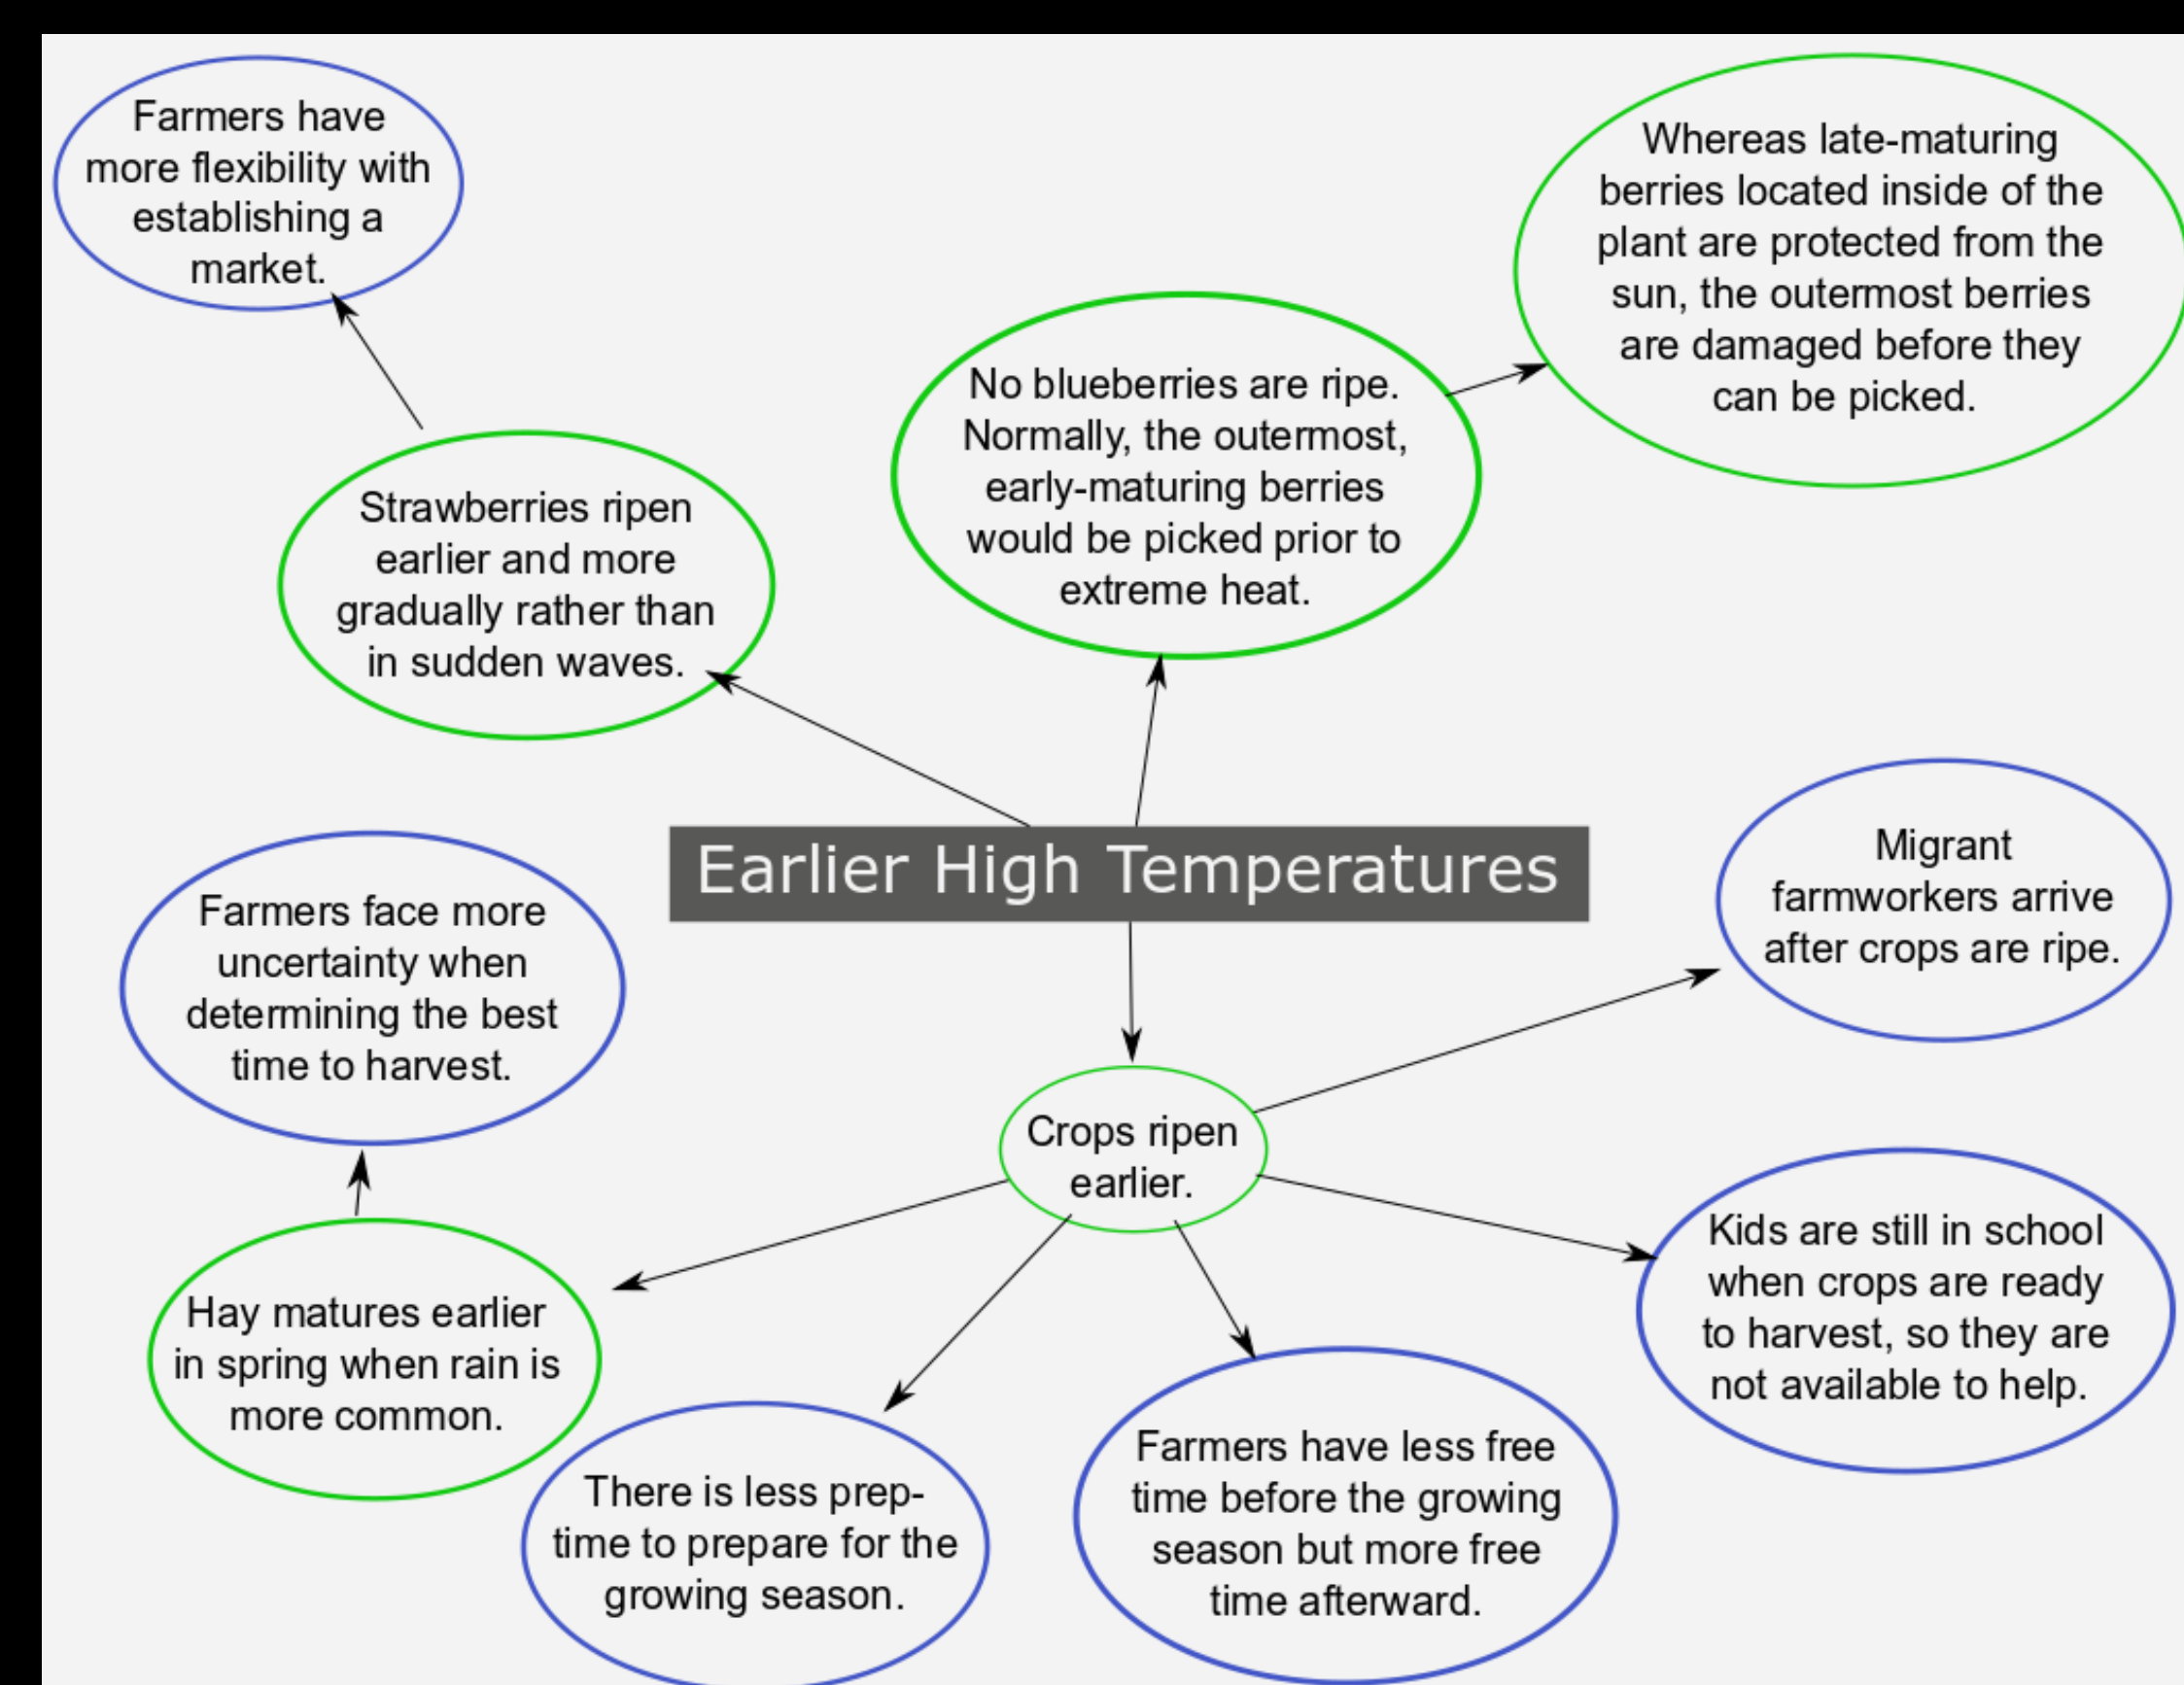 Farmers have
more flexibility with
establishing a
market.
Whereas late-maturing
berries located inside of the
plant are protected from the
sun, the outermost berries
are damaged before they
can be picked.
No blueberries are ripe.
Normally, the outermost,
early-maturing berries
would be picked prior to
extreme heat.
Strawberries ripen
earlier and more
gradually rather than
in sudden waves.
Earlier High Temperatures
Migrant
farmworkers arrive
after crops are ripe.
Farmers face more
uncertainty when
determining the best
time to harvest.
Crops ripen
earlier.
Kids are still in school
when crops are ready
to harvest, so they are
not available to help.
Hay matures earlier
in spring when rain is
more common.
There is less prep-
time to prepare for the
growing season.
Farmers have less free
time before the growing
season but more free
time afterward.